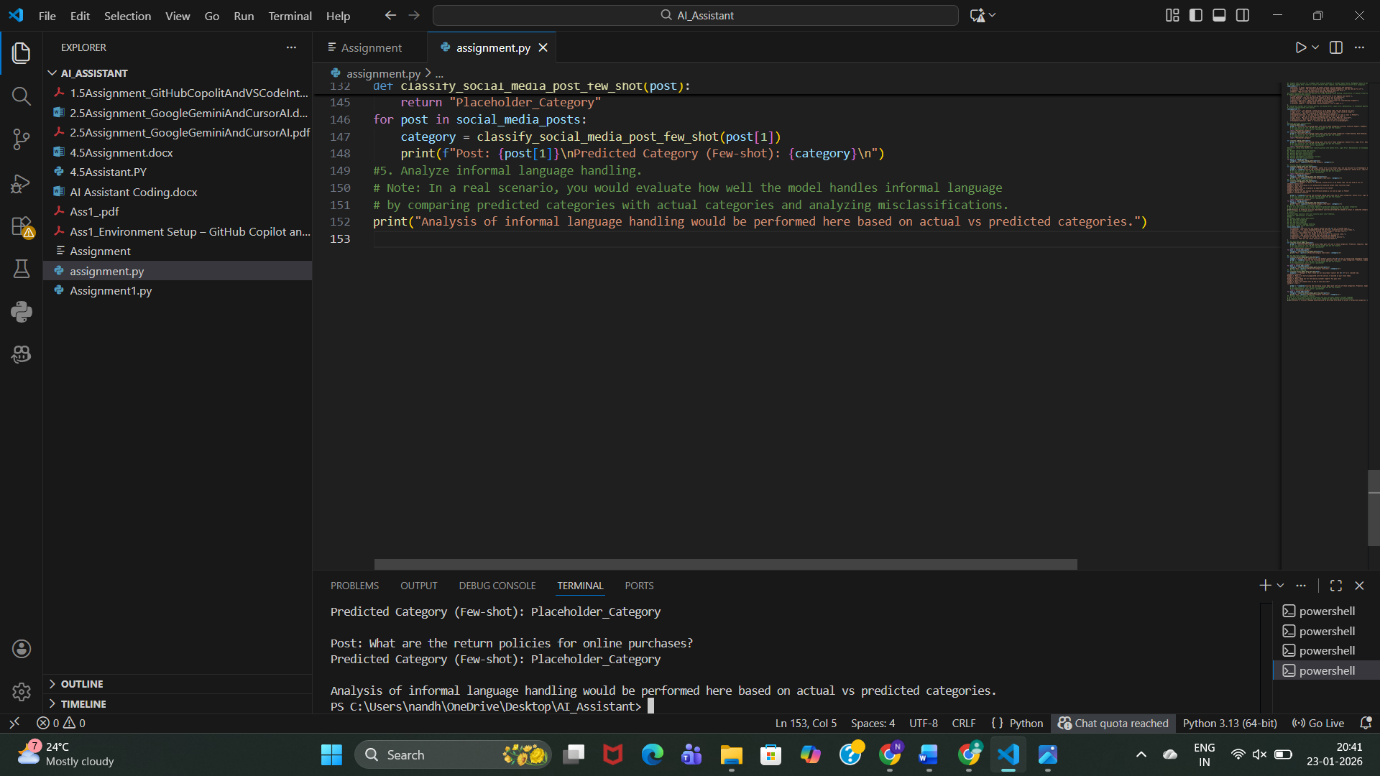 File Edit Selection View Go Run Terminal Help
AI_Assistant
EXPLORER
AI_ASSISTANT
1.5Assignment_GitHubCopolitAndVSCodeInt...
2.5Assignment_GoogleGeminiAndCursorAI.d...
2.5Assignment_GoogleGeminiAndCursorAI.pdf
4.5Assignment.docx
4.5Assistant.PY
AI Assistant Coding.docx
Ass1_.pdf
Ass1_Environment Setup – GitHub Copilot an...
Assignment
assignment.py
Assignment1.py
OUTLINE
TIMELINE
Assignment
assignment.py
assignment.py > ...
132 def classify_social_media_post_few_shot(post):
145 return "Placeholder_Category"
146 for post in social_media_posts:
147 category = classify_social_media_post_few_shot(post[1])
148 print(f"Post: {post[1]}\nPredicted Category (Few-shot): {category}\n")
149 #5. Analyze informal language handling.
150 # Note: In a real scenario, you would evaluate how well the model handles informal language
151 # by comparing predicted categories with actual categories and analyzing misclassifications.
152 print("Analysis of informal language handling would be performed here based on actual vs predicted categories.")
153
PROBLEMS OUTPUT DEBUG CONSOLE TERMINAL PORTS
Predicted Category (Few-shot): Placeholder_Category
Post: What are the return policies for online purchases?
Predicted Category (Few-shot): Placeholder_Category
Analysis of informal language handling would be performed here based on actual vs predicted categories.
PS C:\Users\nandh\OneDrive\Desktop\AI_Assistant>
powershell
powershell
powershell
powershell
0 0 Ln 153, Col 5 Spaces: 4 UTF-8 CRLF {} Python Chat quota reached Python 3.13 (64-bit) Go Live
7
24°C
Mostly cloudy
Search
N
ENG
IN
20:41
23-01-2026